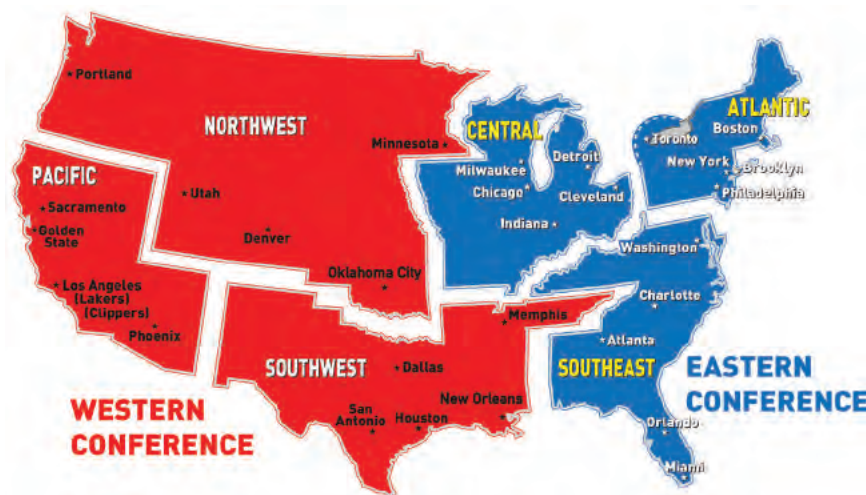 Portland
NORTHWEST
Minnesota
Utah
Denver
Oklahoma City
PACIFIC
Sacramento
Golden
State
Los Angeles
(Lakers)
(Clippers)
Phoenix
SOUTHWEST
Memphis
Dallas
New Orleans
San
Antonio
Houston
WESTERN
CONFERENCE
CENTRAL
Milwaukee
Detroit
Chicago
Cleveland
Indiana
ATLANTIC
Boston
Toronto
New York
Brooklyn
Philadelphia
Washington
Charlotte
Atlanta
SOUTHEAST
Orlando
Miami
EASTERN
CONFERENCE